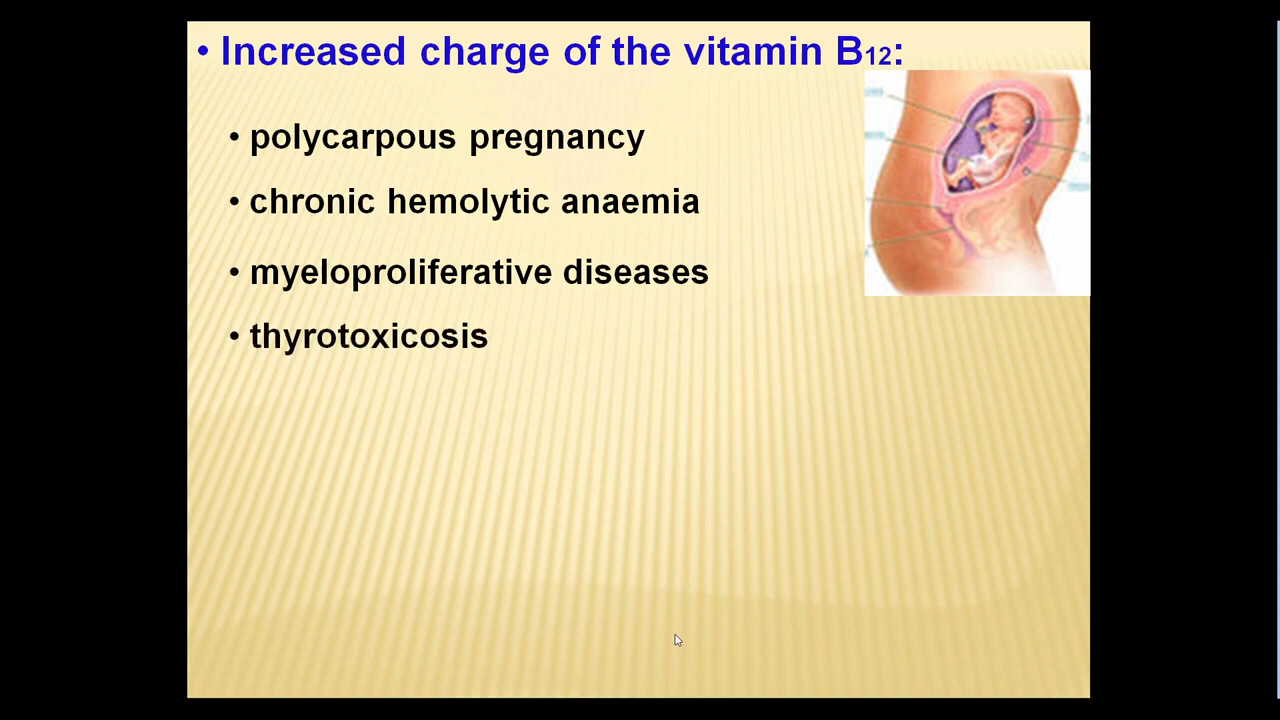 • Increased charge of the vitamin B₁₂:
• polycarpous pregnancy
• chronic hemolytic anaemia
• myeloproliferative diseases
• thyrotoxicosis